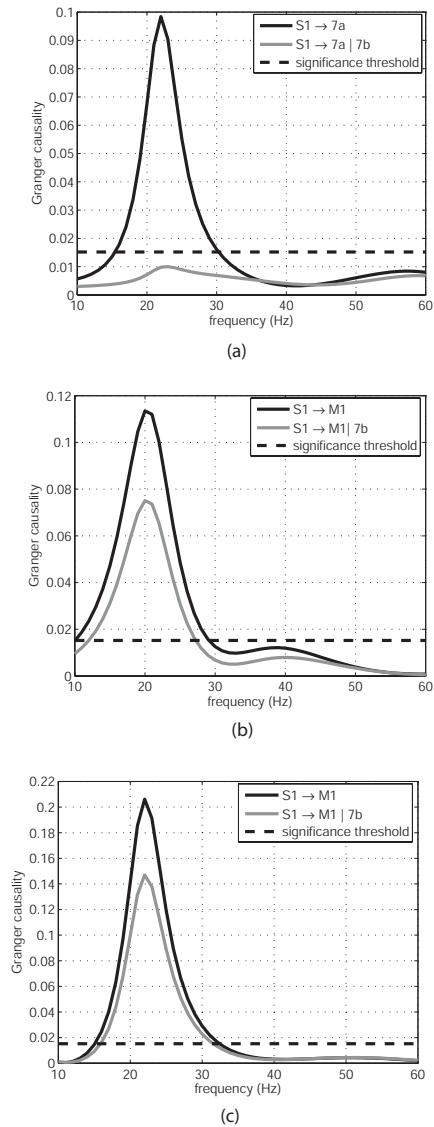 0.1
0.09
0.08
0.07
0.06
0.05
0.04
0.03
0.02
0.01
0
Granger causality
S1 → 7a
S1 → 7a | 7b
significance threshold
10 20 30 40 50 60
frequency (Hz)
(a)
0.12
0.1
0.08
0.06
0.04
0.02
0
Granger causality
S1 → M1
S1 → M1| 7b
significance threshold
10 20 30 40 50 60
frequency (Hz)
(b)
0.22
0.2
0.18
0.16
0.14
0.12
0.1
0.08
0.06
0.04
0.02
0
Granger causality
S1 → M1
S1 → M1 | 7b
significance threshold
10 20 30 40 50 60
frequency (Hz)
(c)